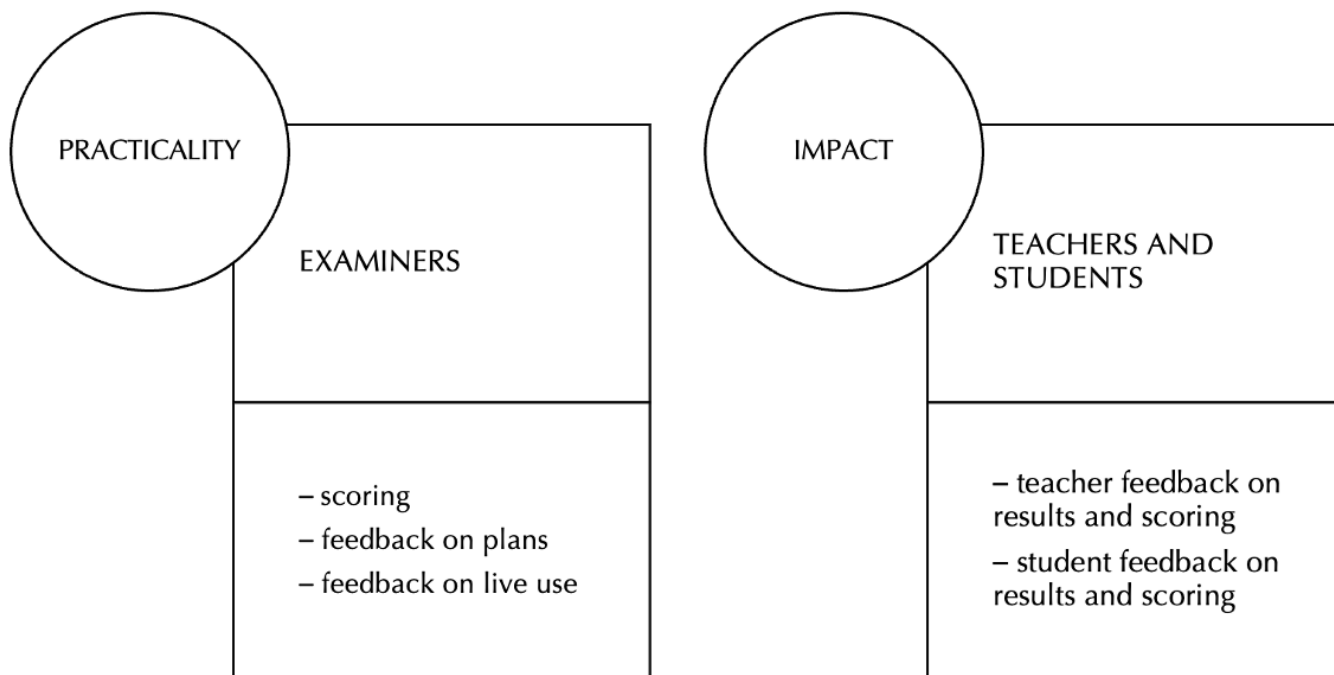 PRACTICALITY
EXAMINERS
– scoring
– feedback on plans
– feedback on live use
IMPACT
TEACHERS AND
STUDENTS
– teacher feedback on
results and scoring
– student feedback on
results and scoring